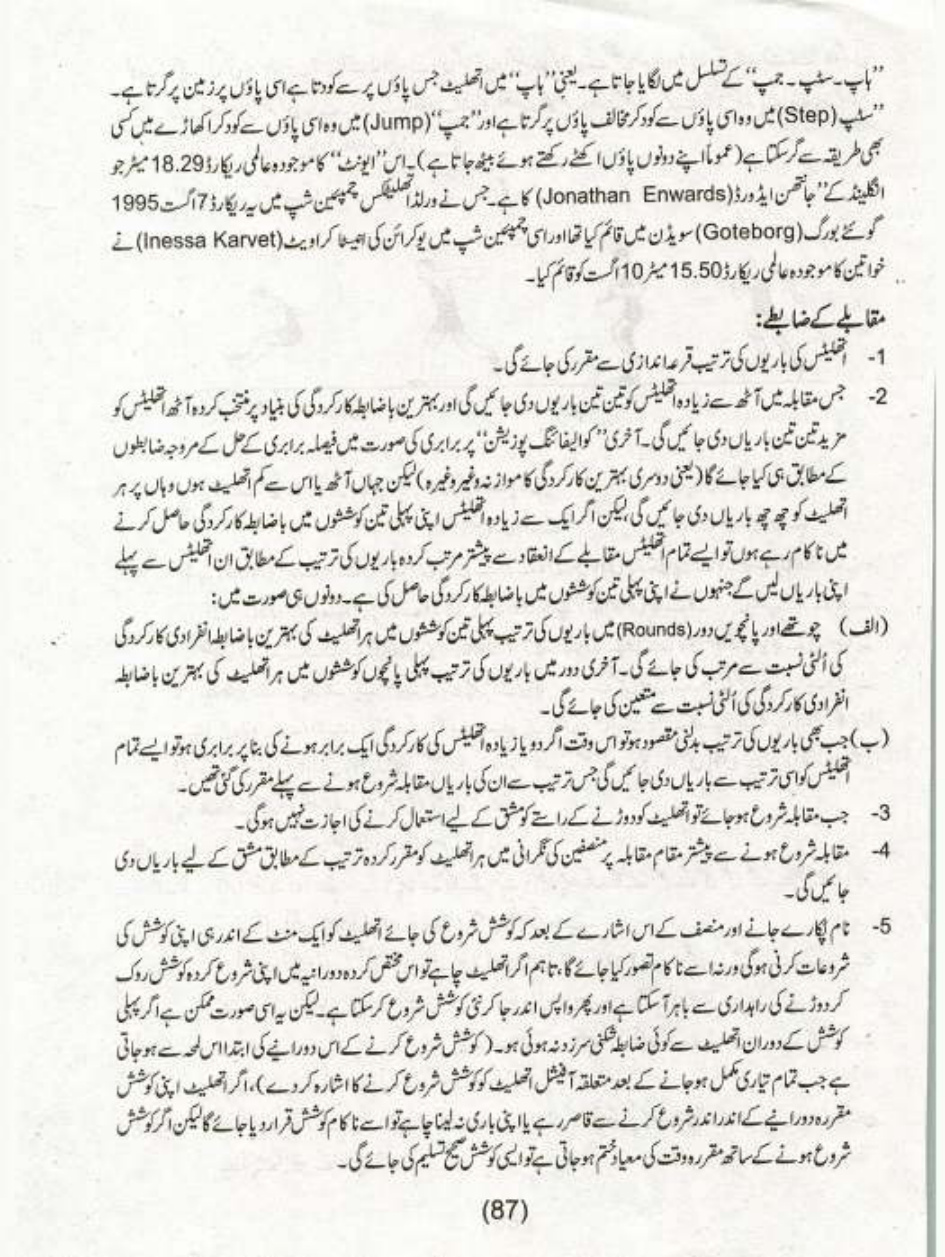 "ہاپ۔ سٹپ ۔ جمپ" کے تسلسل میں لگایا جاتا ہے۔ یعنی "ہاپ" میں اتھلیٹ جس پاؤں پر سے کودتا ہے اسی پاؤں پر زمین پر گرتا ہے۔
"سٹپ (Step) میں وہ اسی پاؤں سے کود کر مخالف پاؤں پر گرتا ہے اور "جمپ" (Jump) میں وہ اسی پاؤں سے کود کر اکھاڑے میں کسی
بھی طریقہ سے گر سکتا ہے (عموماً اپنے دونوں پاؤں اکٹھے رکھتے ہوئے بیٹھ جاتا ہے)۔ اس "ایونٹ" کا موجودہ عالمی ریکارڈ 18.29 میٹر جو
انگلینڈ کے "جاتھن ایڈورڈ (Jonathan Enwards) کا ہے۔ جس نے ورلڈ اتھلیٹکس چمپئین شپ میں یہ ریکارڈ 7 اگست 1995
گوئٹے بورگ (Goteborg) سویڈن میں قائم کیا تھا اور اسی چمپئین شپ میں یوکرائن کی انیسا کراویٹ (Inessa Karvet) نے
خواتین کا موجودہ عالمی ریکارڈ 15.50 میٹر 10 اگست کو قائم کیا۔
مقابلے کے ضابطے:
1- اتھلیٹس کی باریوں کی ترتیب قرعہ اندازی سے مقرر کی جائے گی۔
2- جس مقابلہ میں آٹھ سے زیادہ اتھلیٹس کو تین تین باریوں دی جائیں گی اور بہترین باضابطہ کارکردگی کی بنیاد پر منتخب کردہ آٹھ اتھلیٹس کو
مزید تین تین باریاں دی جائیں گی۔ آخری "کوالیفائنگ پوزیشن" پر برابری کی صورت میں فیصلہ برابری کے حل کے مروجہ ضابطوں
کے مطابق ہی کیا جائے گا (یعنی دوسری بہترین کارکردگی کا موازنہ وغیر وغیرہ) لیکن جہاں آٹھ یا اس سے کم اتھلیٹ ہوں وہاں پر ہر
اتھلیٹ کو چھ چھ باریاں دی جائیں گی لیکن اگر ایک سے زیادہ اتھلیٹس اپنی پہلی تین کوششوں میں باضابطہ کارکردگی حاصل کرنے
میں ناکام رہے ہوں تو ایسے تمام اتھلیٹس مقابلے کے انعقاد سے پیشتر مرتب کردہ باریوں کی ترتیب کے مطابق ان اتھلیٹس سے پہلے
اپنی باریاں لیں گے جنہوں نے اپنی پہلی تین کوششوں میں باضابطہ کارکردگی حاصل کی ہے۔ دونوں ہی صورت میں:
(الف) چوتھے اور پانچویں دور (Rounds) میں باریوں کی ترتیب پہلی تین کوششوں میں ہر اتھلیٹ کی بہترین باضابطہ انفرادی کارکردگی
کی اُلٹی نسبت سے مرتب کی جائے گی۔ آخری دور میں باریوں کی ترتیب پہلی پانچوں کوششوں میں ہر اتھلیٹ کی بہترین باضابطہ
انفرادی کارکردگی کی اُلٹی نسبت سے متعین کی جائے گی۔
(ب) جب بھی باریوں کی ترتیب بدلنی مقصود ہو تو اس وقت اگر دو یا زیادہ اتھلیٹس کی کارکردگی ایک برابر ہونے کی بنا پر برابری ہو تو ایسے تمام
اتھلیٹس کو اسی ترتیب سے باریاں دی جائیں گی جس ترتیب سے ان کی باریاں مقابلہ شروع ہونے سے پہلے مقرر کی گئی تھیں۔
3- جب مقابلہ شروع ہو جائے تو اتھلیٹ کو دوڑنے کے راستے کو مشق کے لیے استعمال کرنے کی اجازت نہیں ہوگی۔
4- مقابلہ شروع ہونے سے پیشتر مقام مقابلہ پر منصفین کی نگرانی میں ہر اتھلیٹ کو مقرر کردہ ترتیب کے مطابق مشق کے لیے باریاں دی
جائیں گی۔
5- نام پکارے جانے اور منصف کے اس اشارے کے بعد کہ کوشش شروع کی جائے اتھلیٹ کو ایک منٹ کے اندر ہی اپنی کوشش کی
شروعات کرنی ہوگی ورنہ اسے ناکام تصور کیا جائے گا، تاہم اگر اتھلیٹ چاہے تو اس مختص کردہ دورانیہ میں اپنی شروع کردہ کوشش روک
کر دوڑنے کی راہداری سے باہر آ سکتا ہے اور پھر واپس اندر جا کر نئی کوشش شروع کر سکتا ہے۔ لیکن یہ اسی صورت ممکن ہے اگر پہلی
کوشش کے دوران اتھلیٹ سے کوئی ضابطہ شکنی سرزد نہ ہوئی ہو۔ (کوشش شروع کرنے کے اس دورانیے کی ابتدا اس لمحہ سے ہو جاتی
ہے جب تمام تیاری مکمل ہو جانے کے بعد متعلقہ آفیشل اتھلیٹ کو کوشش شروع کرنے کا اشارہ کر دے)، اگر اتھلیٹ اپنی کوشش
مقررہ دورانیے کے اندر اندر شروع کرنے سے قاصر رہے یا اپنی باری نہ لینا چاہے تو اسے ناکام کوشش قرار دیا جائے گا لیکن اگر کوشش
شروع ہونے کے ساتھ مقررہ وقت کی معیاد ختم ہو جاتی ہے تو ایسی کوشش صحیح تسلیم کی جائے گی۔
(87)